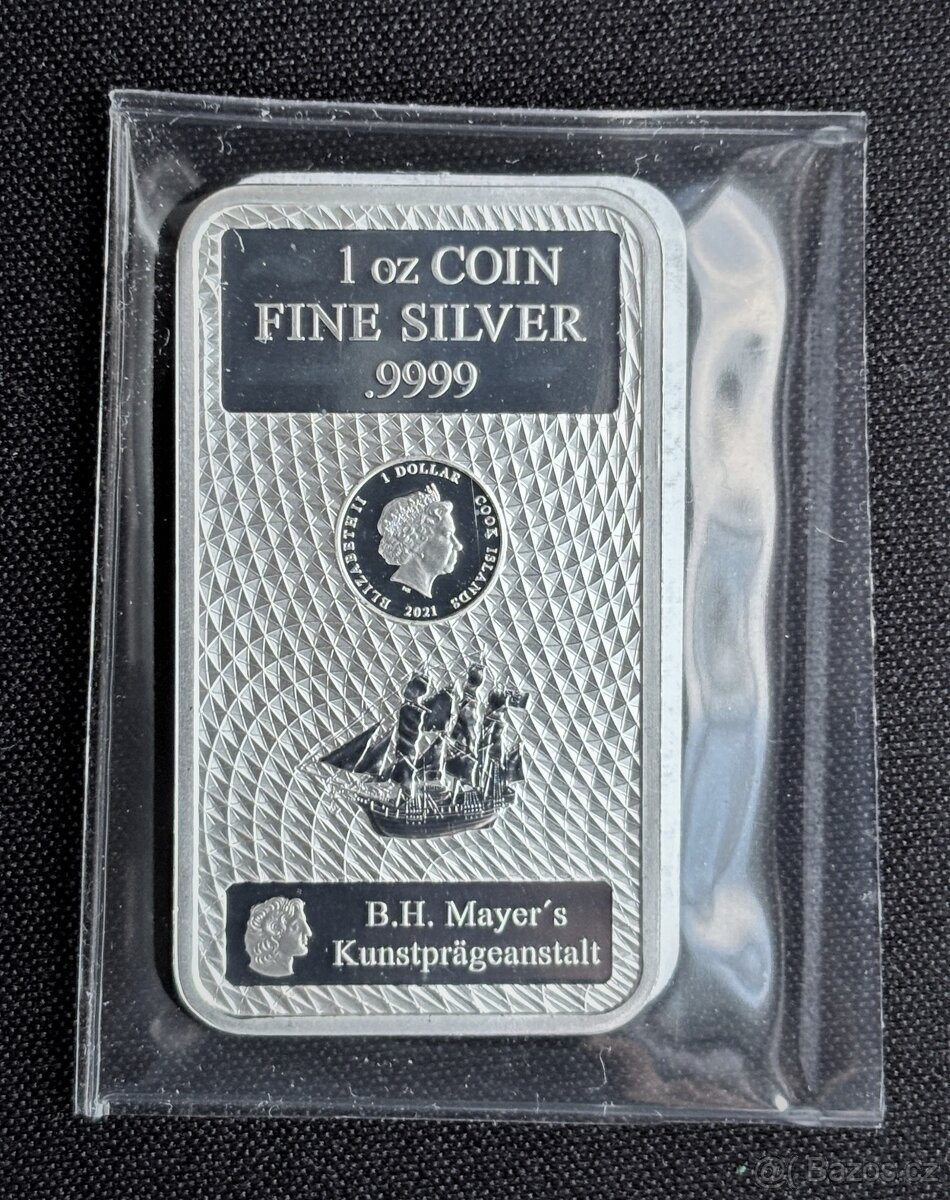 1 oz COIN
FINE SILVER
.9999
1 DOLLAR
ELIZABETH II
COOK ISLANDS
2021
B.H. Mayer´s
Kunstprägeanstalt
@( Bazos.cz